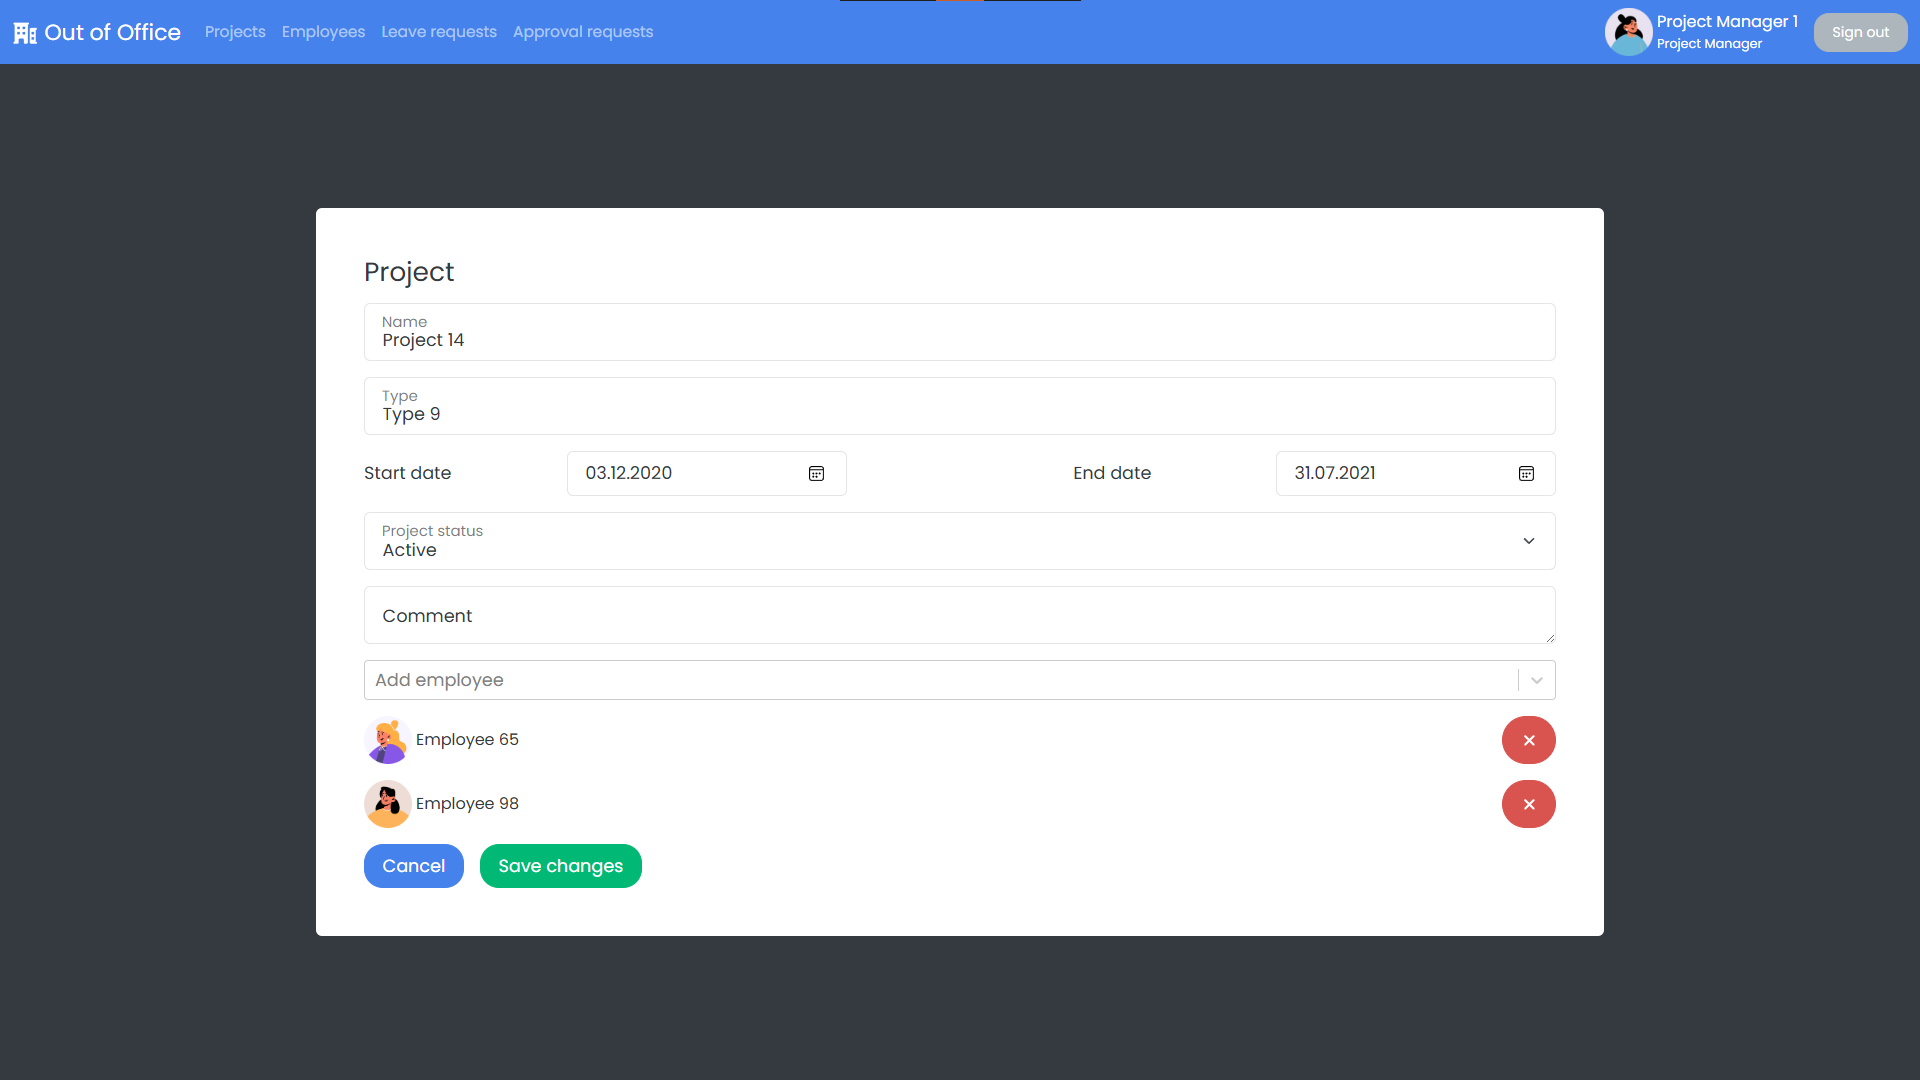 Out of Office
Projects
Employees
Leave requests
Approval requests
Project Manager 1
Project Manager
Sign out
Project
Name
Project 14
Type
Type 9
Start date
03.12.2020
End date
31.07.2021
Project status
Active
Comment
Add employee
Employee 65
Employee 98
Cancel
Save changes